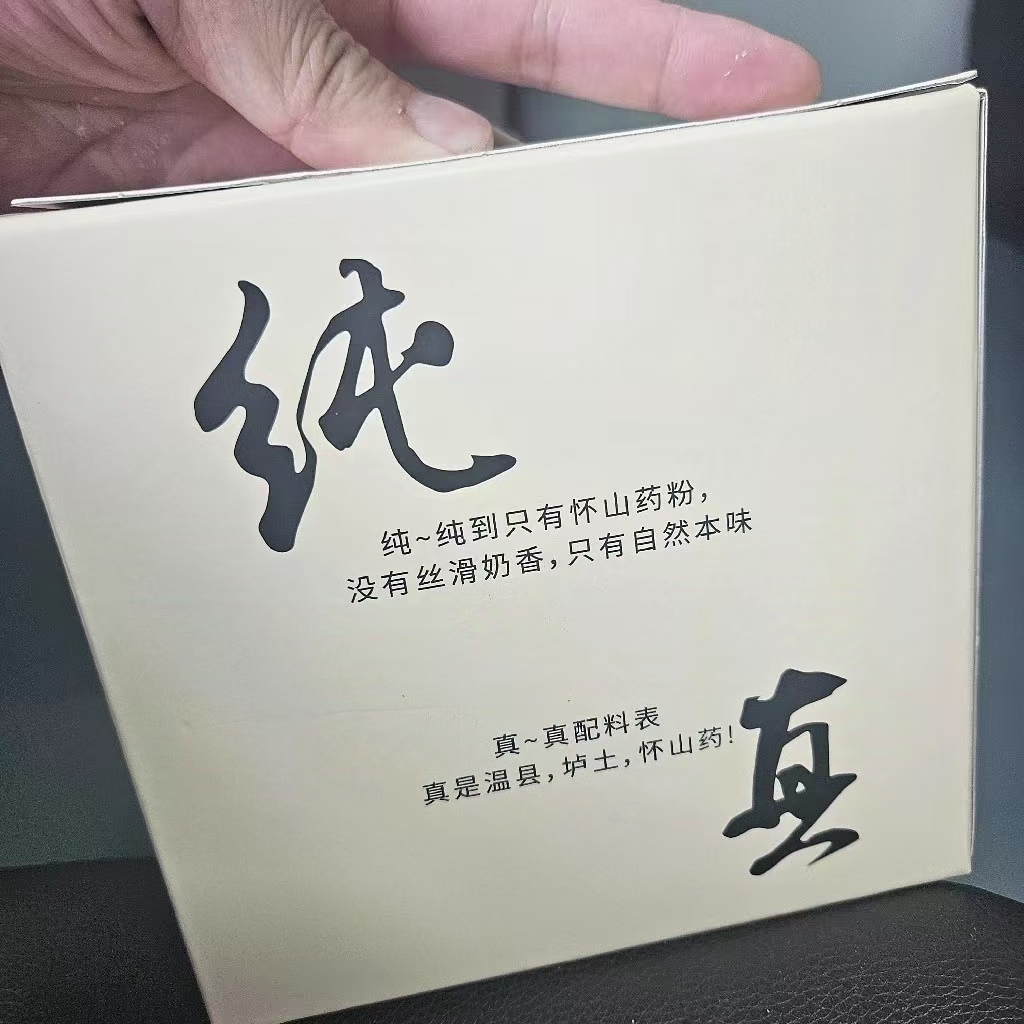 纯
纯~纯到只有怀山药粉，
没有丝滑奶香，只有自然本味
真~真配料表
真是温县，垆土，怀山药！
真